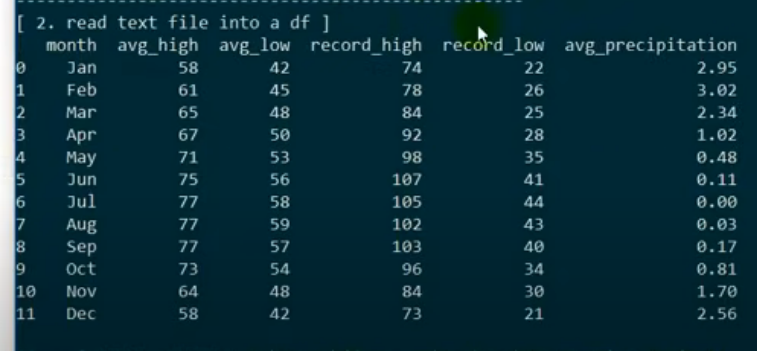 [ 2. read text file into a df ]
month avg_high avg_low record_high record_low avg_precipitation
0 Jan 58 42 74 22 2.95
1 Feb 61 45 78 26 3.02
2 Mar 65 48 84 25 2.34
3 Apr 67 50 92 28 1.02
4 May 71 53 98 35 0.48
5 Jun 75 56 107 41 0.11
6 Jul 77 58 105 44 0.00
7 Aug 77 59 102 43 0.03
8 Sep 77 57 103 40 0.17
9 Oct 73 54 96 34 0.81
10 Nov 64 48 84 30 1.70
11 Dec 58 42 73 21 2.56